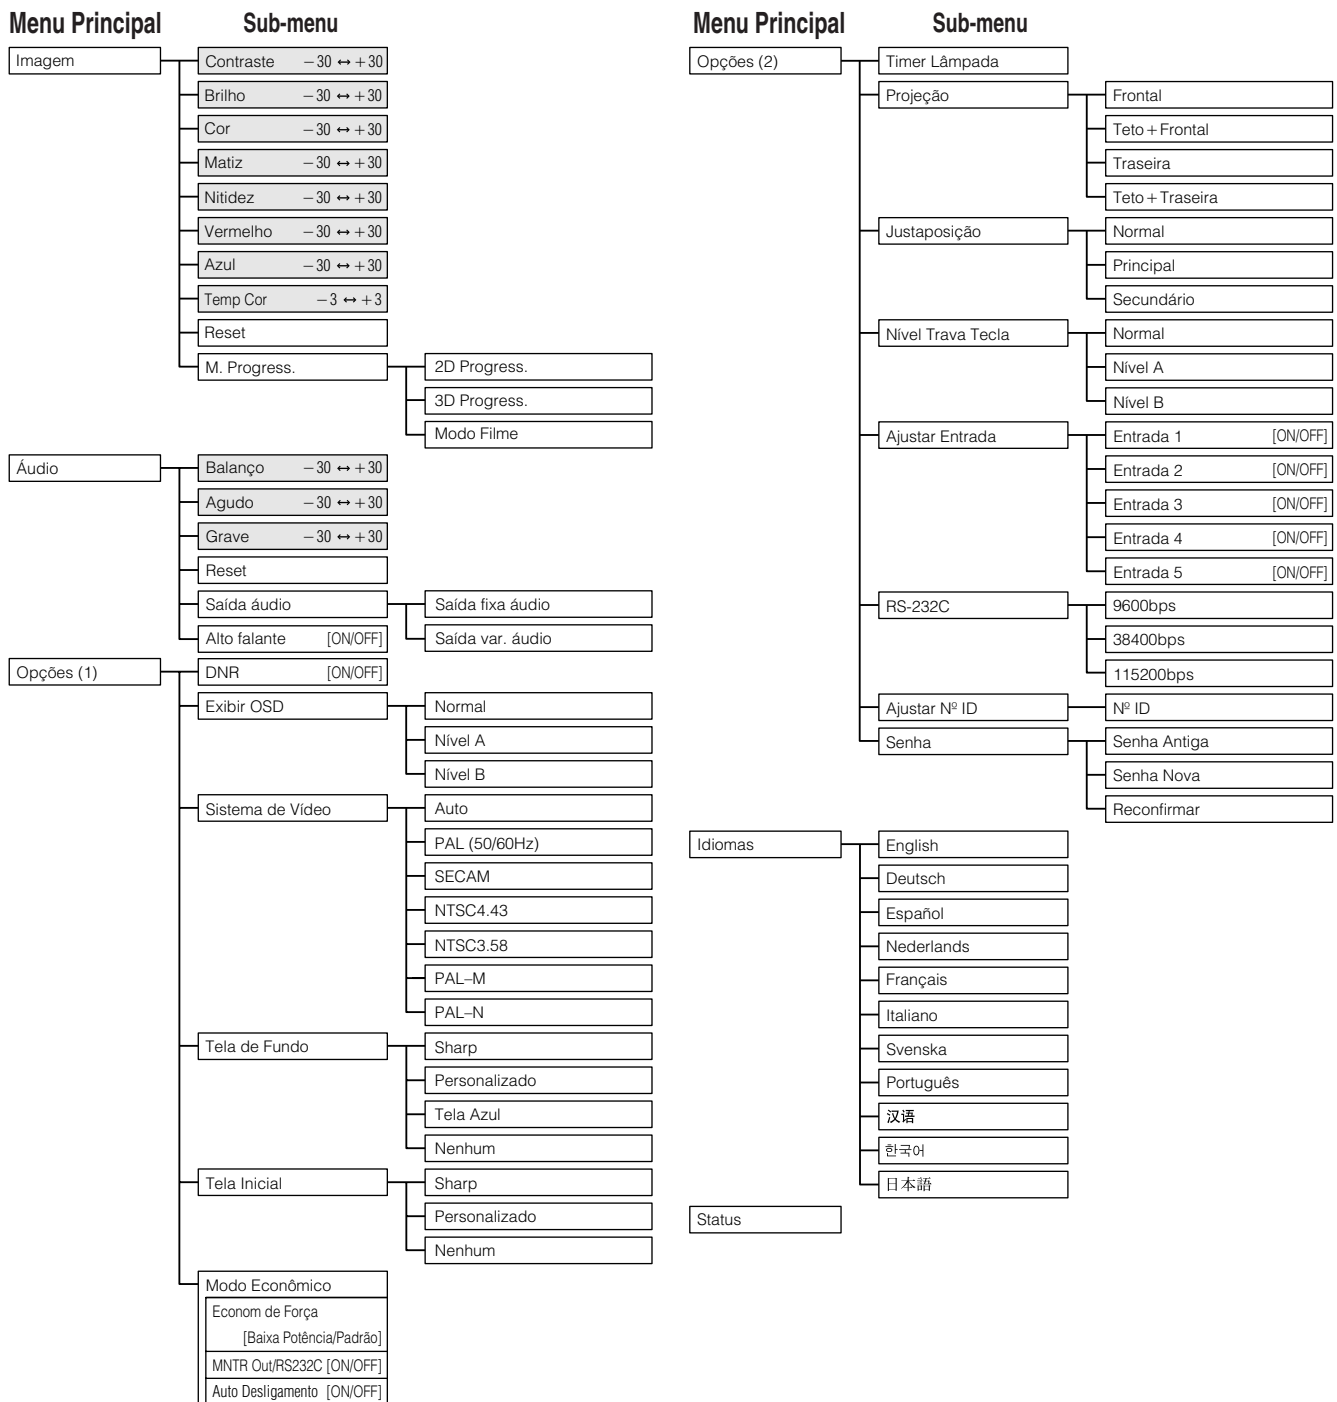 Menu Principal Sub-menu
Imagem
Contraste −30 ↔ +30
Brilho −30 ↔ +30
Cor −30 ↔ +30
Matiz −30 ↔ +30
Nitidez −30 ↔ +30
Vermelho −30 ↔ +30
Azul −30 ↔ +30
Temp Cor −3 ↔ +3
Reset
M. Progress.
2D Progress.
3D Progress.
Modo Filme
Áudio
Balanço −30 ↔ +30
Agudo −30 ↔ +30
Grave −30 ↔ +30
Reset
Saída áudio
Saída fixa áudio
Saída var. áudio
Alto falante [ON/OFF]
Opções (1)
DNR [ON/OFF]
Exibir OSD
Normal
Nível A
Nível B
Sistema de Vídeo
Auto
PAL (50/60Hz)
SECAM
NTSC4.43
NTSC3.58
PAL–M
PAL–N
Tela de Fundo
Sharp
Personalizado
Tela Azul
Nenhum
Tela Inicial
Sharp
Personalizado
Nenhum
Modo Econômico
Econom de Força
[Baixa Potência/Padrão]
MNTR Out/RS232C [ON/OFF]
Auto Desligamento [ON/OFF]
Menu Principal Sub-menu
Opções (2)
Timer Lâmpada
Projeção
Frontal
Teto+Frontal
Traseira
Teto+Traseira
Justaposição
Normal
Principal
Secundário
Nível Trava Tecla
Normal
Nível A
Nível B
Ajustar Entrada
Entrada 1 [ON/OFF]
Entrada 2 [ON/OFF]
Entrada 3 [ON/OFF]
Entrada 4 [ON/OFF]
Entrada 5 [ON/OFF]
RS-232C
9600bps
38400bps
115200bps
Ajustar Nº ID
Nº ID
Senha
Senha Antiga
Senha Nova
Reconfirmar
Idiomas
English
Deutsch
Español
Nederlands
Français
Italiano
Svenska
Português
汉语
한국어
日本語
Status